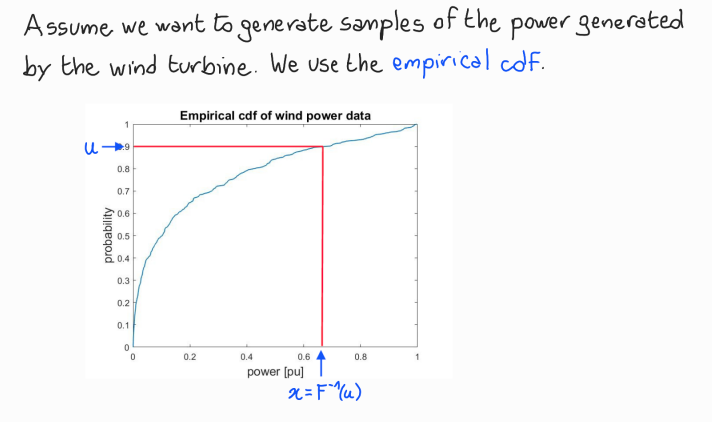 Assume we want to generate samples of the power generated
by the wind turbine. We use the empirical cdf.
Empirical cdf of wind power data
1
u
.9
0.8
0.7
0.6
0.5
0.4
0.3
0.2
0.1
0
probability
0 0.2 0.4 0.6 0.8 1
power [pu]
x=F⁻¹(u)